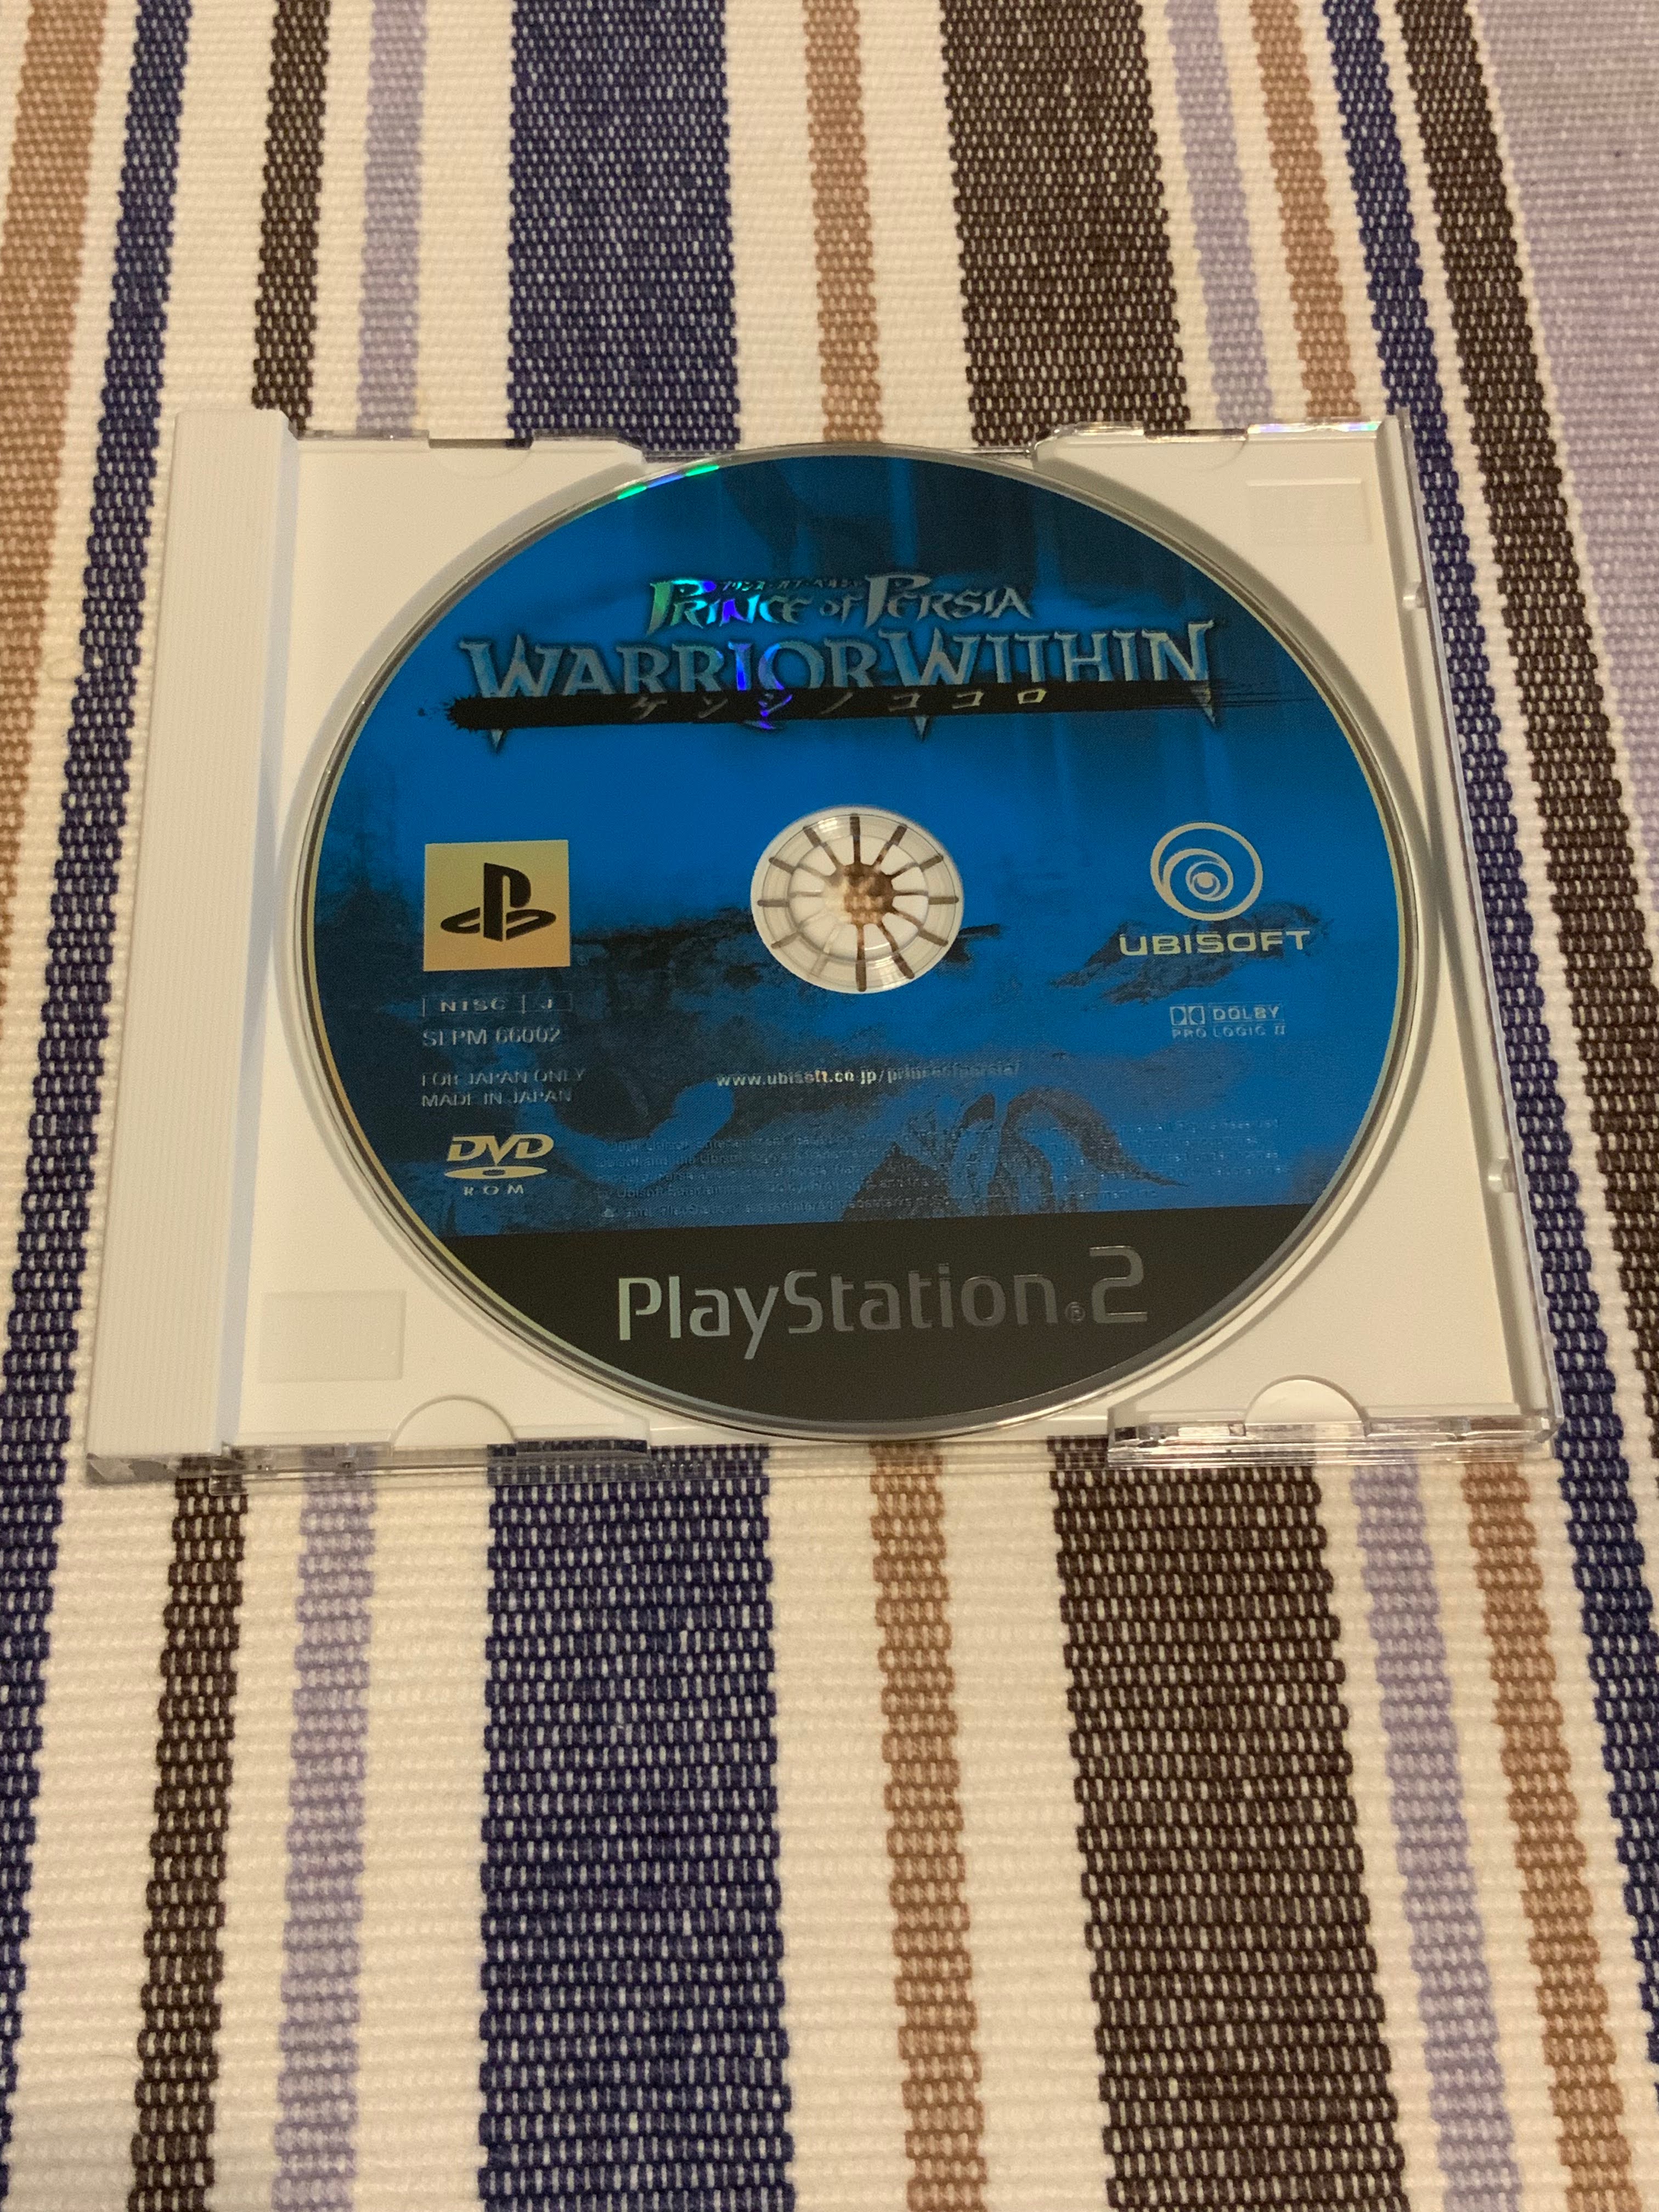 プリンス・オブ・ペルシャ
PRINCE OF PERSIA
WARRIOR WITHIN
ケンシノココロ
UBISOFT
NTSC J
SLPM 66002
DOLBY
PRO LOGIC II
FOR JAPAN ONLY
MADE IN JAPAN
www.ubisoft.co.jp/princeofpersia/
DVD
ROM
PlayStation®2